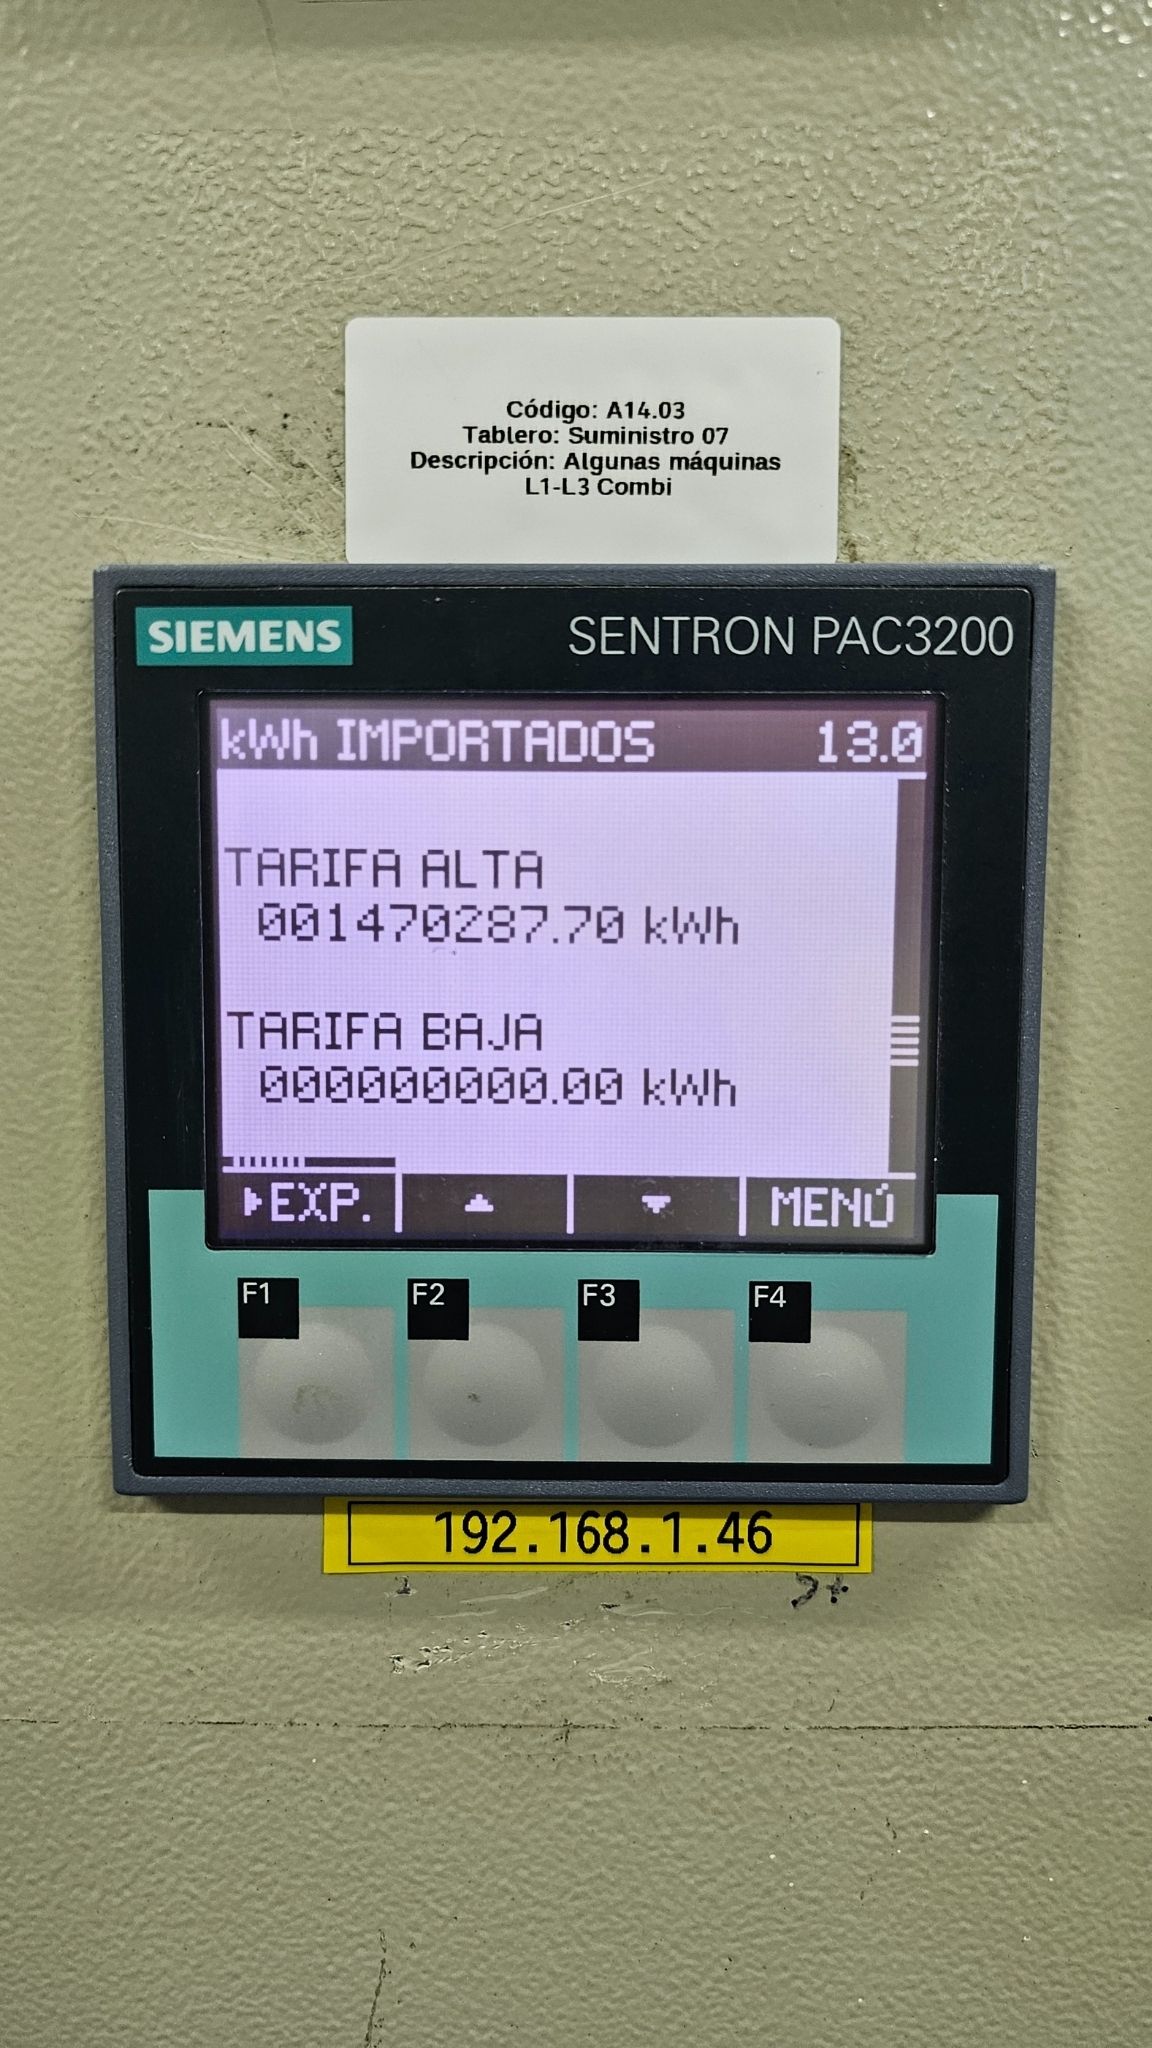 Código: A14.03
Tablero: Suministro 07
Descripción: Algunas máquinas
L1-L3 Combi
SIEMENS SENTRON PAC3200
kWh IMPORTADOS 13.0
TARIFA ALTA
001470287.70 kWh
TARIFA BAJA
000000000.00 kWh
▸EXP. ▲ ▼ MENÚ
F1 F2 F3 F4
192.168.1.46